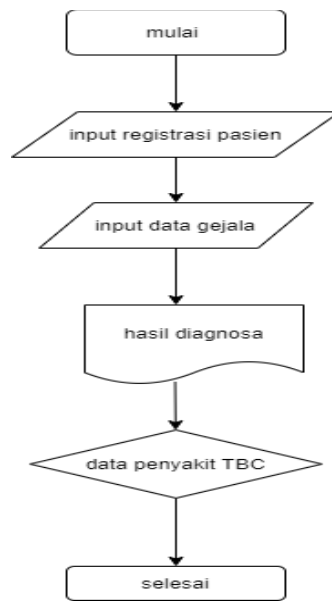 mulai
input registrasi pasien
input data gejala
hasil diagnosa
data penyakit TBC
selesai